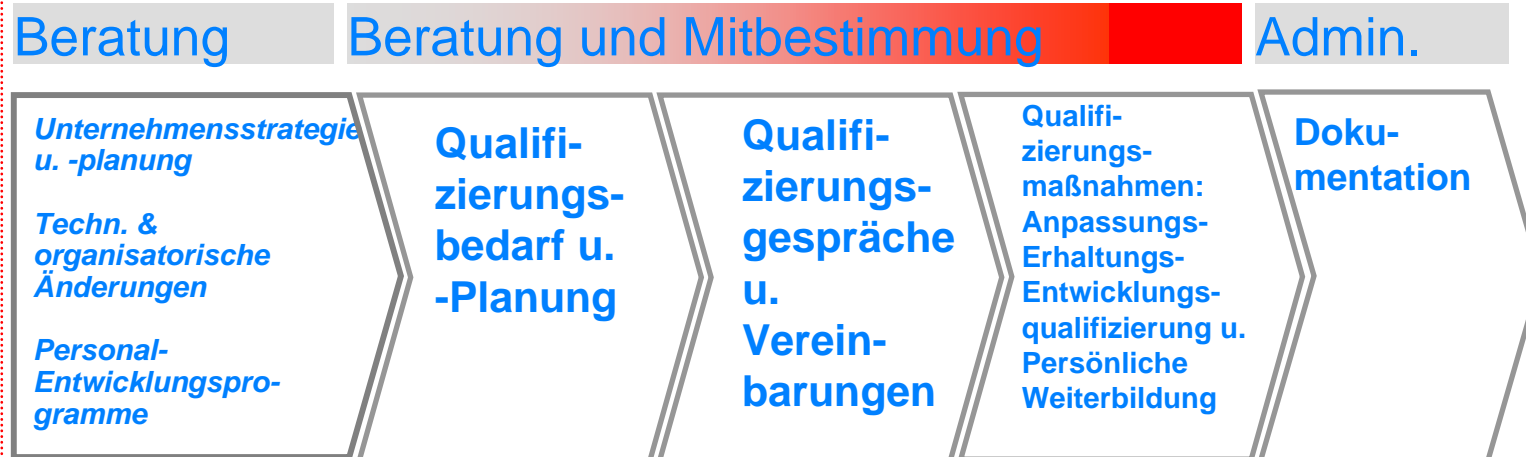 Beratung
Beratung und Mitbestimmung
Admin.
Unternehmensstrategie
u. -planung
Techn. &
organisatorische
Änderungen
Personal-
Entwicklungspro-
gramme
Qualifi-
zierungs-
bedarf u.
-Planung
Qualifi-
zierungs-
gespräche
u.
Verein-
barungen
Qualifi-
zierungs-
maßnahmen:
Anpassungs-
Erhaltungs-
Entwicklungs-
qualifizierung u.
Persönliche
Weiterbildung
Doku-
mentation